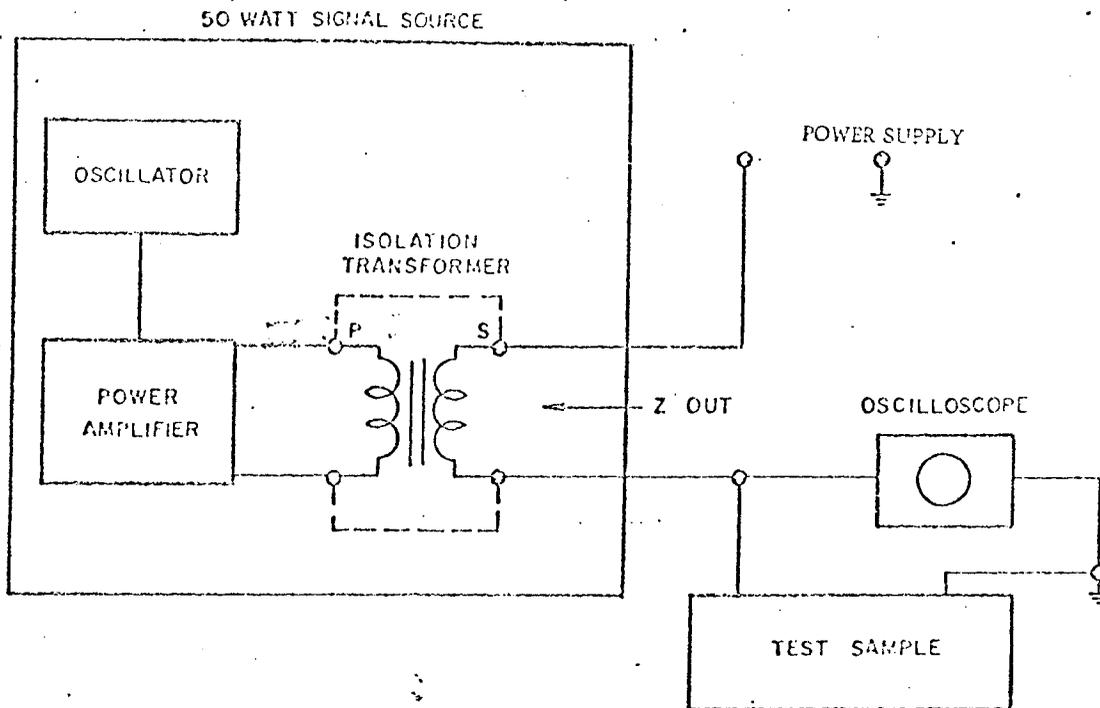 50 WATT SIGNAL SOURCE
POWER SUPPLY
OSCILLATOR
ISOLATION
TRANSFORMER
P
S
POWER
AMPLIFIER
Z OUT
OSCILLOSCOPE
TEST SAMPLE